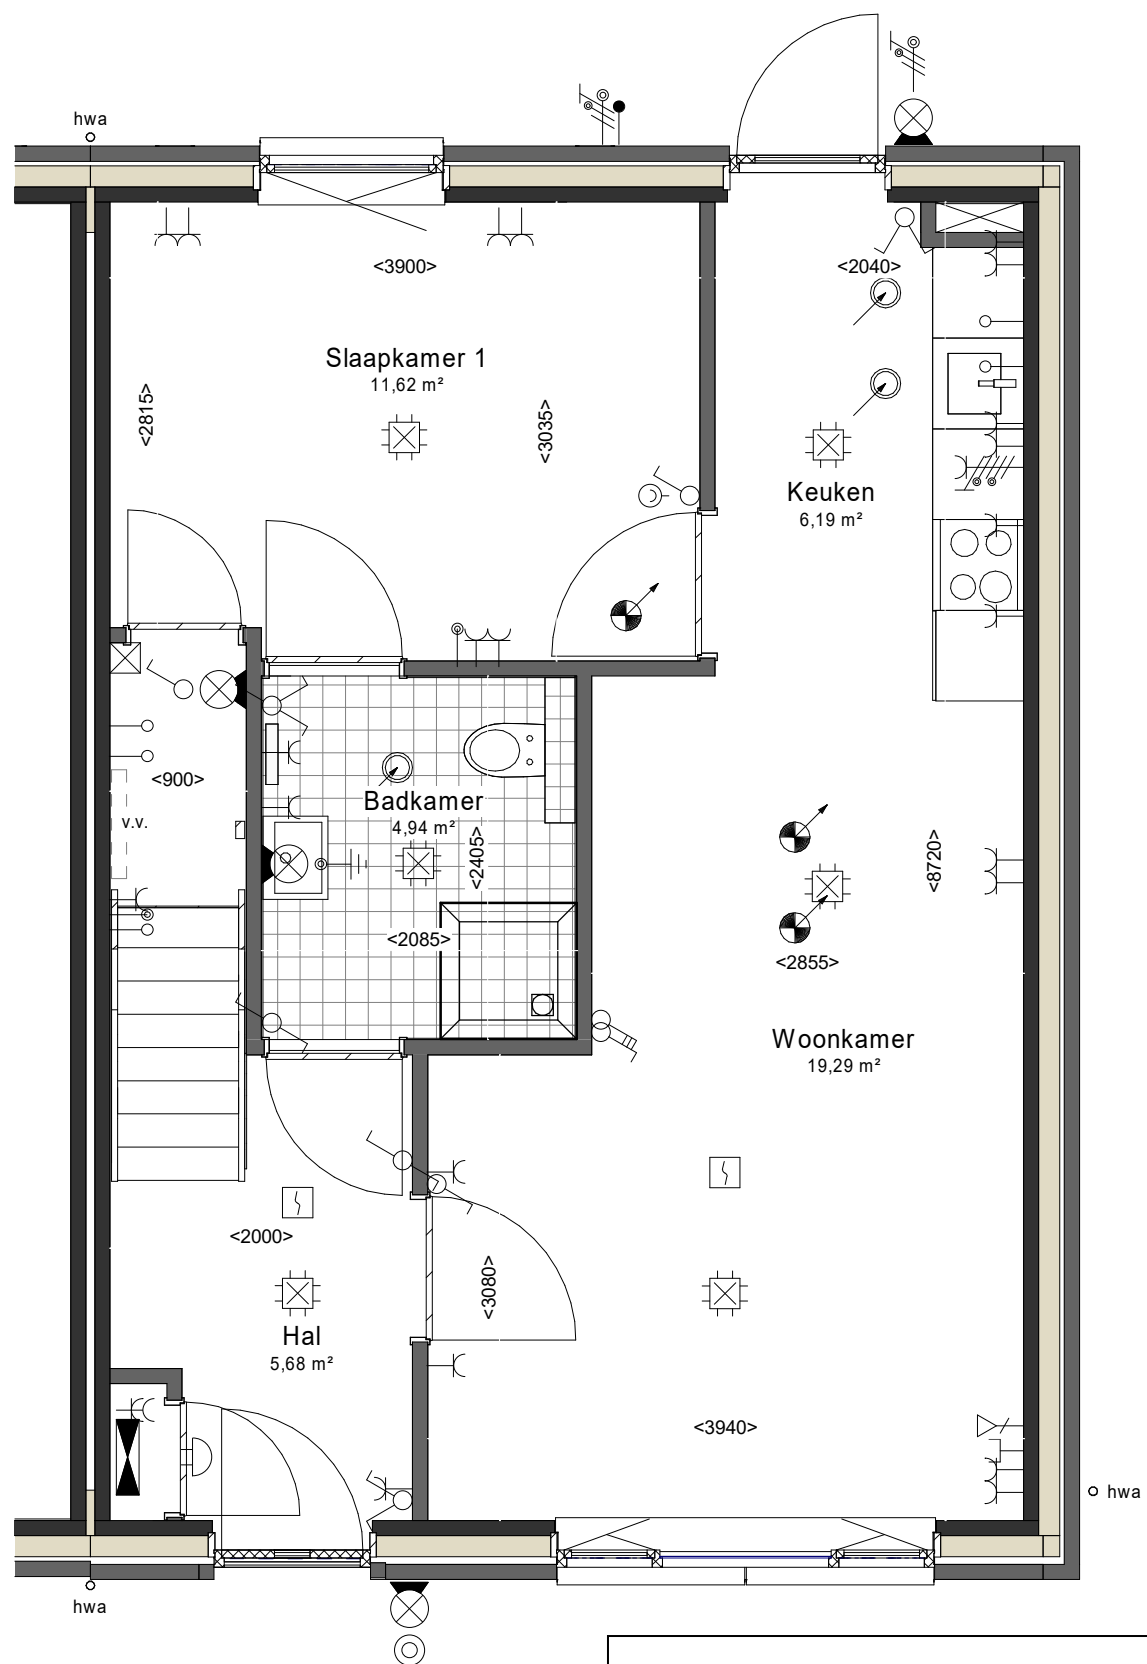 hwa
<3900>
<2040>
Slaapkamer 1
11,62 m²
<2815>
<3035>
Keuken
6,19 m²
<900>
v.v.
Badkamer
4,94 m²
<2405>
<8720>
<2085>
<2855>
Woonkamer
19,29 m²
<2000>
<3080>
Hal
5,68 m²
<3940>
hwa
hwa